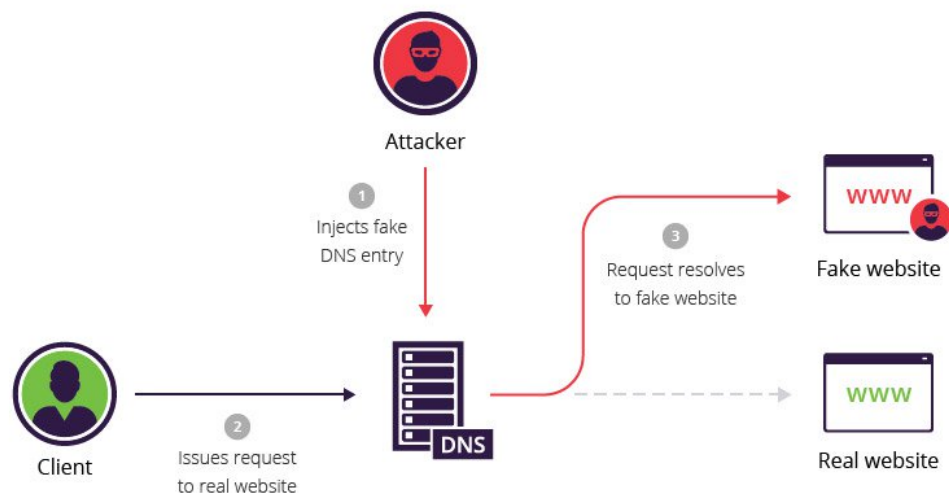 Attacker
1
Injects fake
DNS entry
www
3
Request resolves
to fake website
Fake website
DNS
www
Client
2
Issues request
to real website
Real website